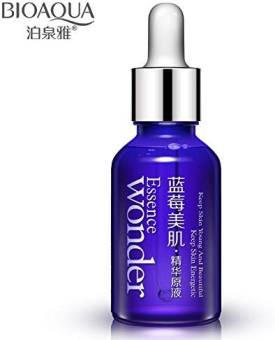 BIOAQUA
泊泉雅®
Essence
Wonder
蓝莓美肌·精华原液
Keep Skin Young And Beautiful
Keep Skin Energetic